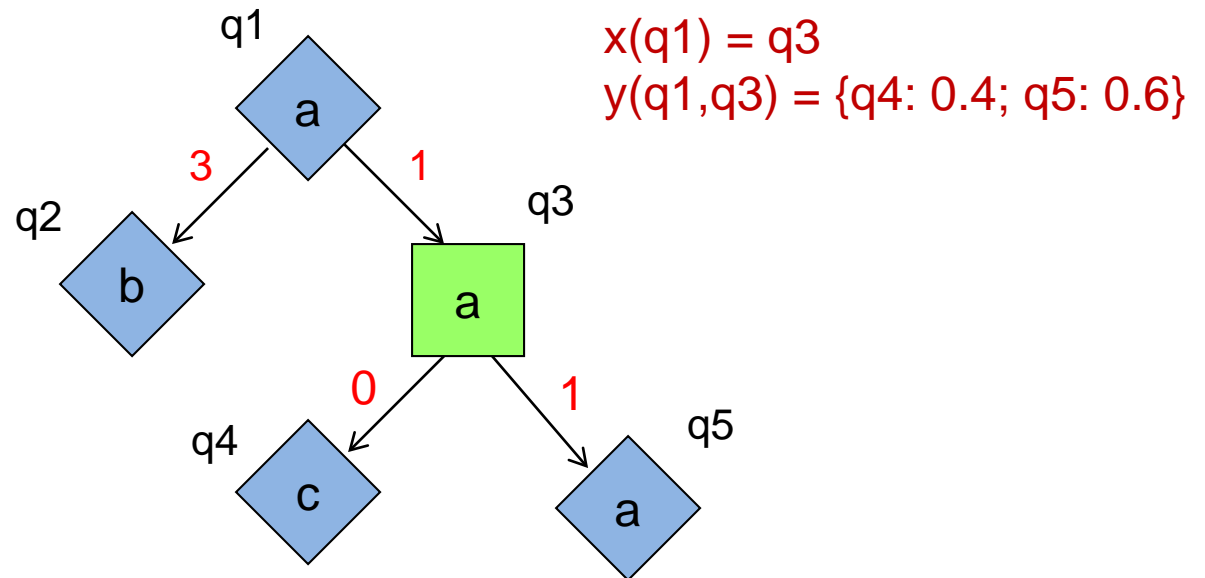 q1
x(q1) = q3
y(q1,q3) = {q4: 0.4; q5: 0.6}
a
3
1
q2
q3
b
a
0
1
q4
q5
c
a